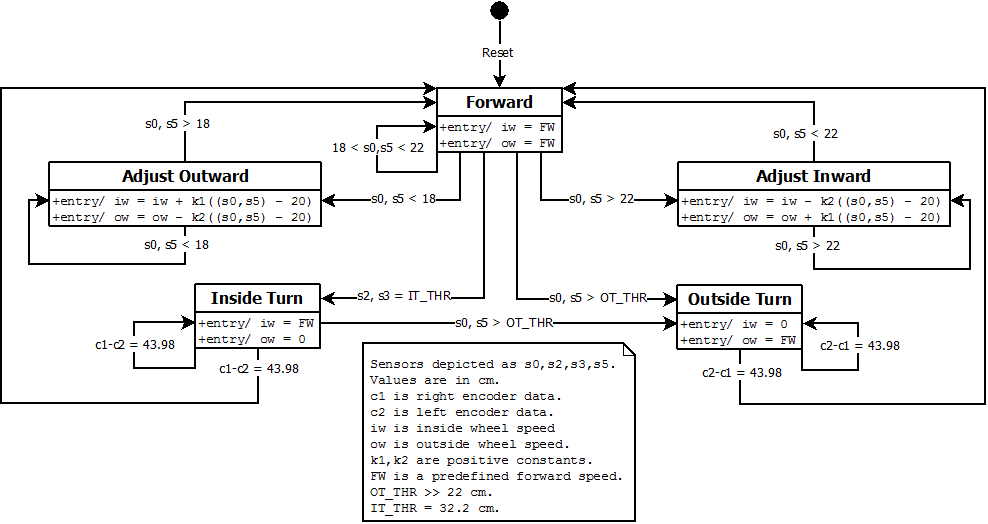 Reset
Forward
+entry/ iw = FW
+entry/ ow = FW
s0, s5 > 18
18 < s0,s5 < 22
s0, s5 < 22
Adjust Outward
+entry/ iw = iw + k1((s0,s5) - 20)
+entry/ ow = ow - k2((s0,s5) - 20)
s0, s5 < 18
s0, s5 > 22
Adjust Inward
+entry/ iw = iw - k2((s0,s5) - 20)
+entry/ ow = ow + k1((s0,s5) - 20)
s0, s5 < 18
s0, s5 > 22
Inside Turn
+entry/ iw = FW
+entry/ ow = 0
s2, s3 = IT_THR
s0, s5 > OT_THR
Outside Turn
+entry/ iw = 0
+entry/ ow = FW
s0, s5 > OT_THR
c1-c2 = 43.98
c2-c1 = 43.98
c1-c2 = 43.98
c2-c1 = 43.98
Sensors depicted as s0,s2,s3,s5.
Values are in cm.
c1 is right encoder data.
c2 is left encoder data.
iw is inside wheel speed
ow is outside wheel speed.
k1,k2 are positive constants.
FW is a predefined forward speed.
OT_THR >> 22 cm.
IT_THR = 32.2 cm.